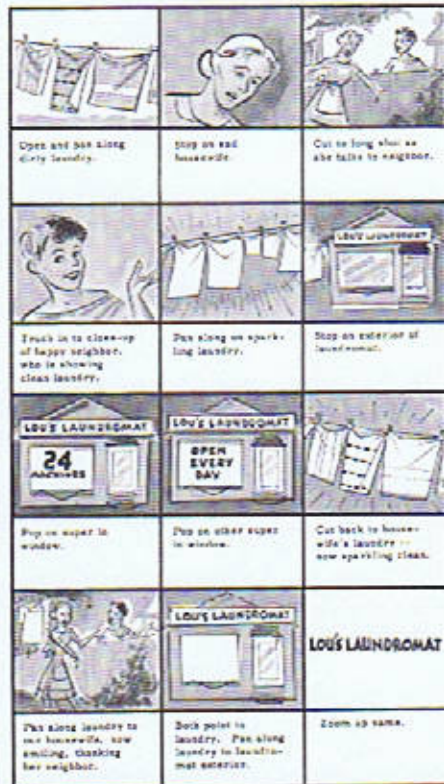 Open and pan along
dirty laundry.
Stop on sad
housewife.
Cut to long shot as
she talks to neighbor.
LOU'S LAUNDROMAT
Truck in to close-up
of happy neighbor,
who is showing
clean laundry.
Pan along on spark-
ling laundry.
Stop on exterior of
laundromat.
LOU'S LAUNDROMAT
24
MACHINES
LOU'S LAUNDROMAT
OPEN
EVERY
DAY
Pop on super in
window.
Pop on other super
in window.
Cut back to house-
wife's laundry --
now sparkling clean.
LOU'S LAUNDROMAT
LOU'S LAUNDROMAT
Pan along laundry to
our housewife, now
smiling, thanking
her neighbor.
Both point to
laundry. Pan along
laundry to laundro-
mat exterior.
Zoom up name.